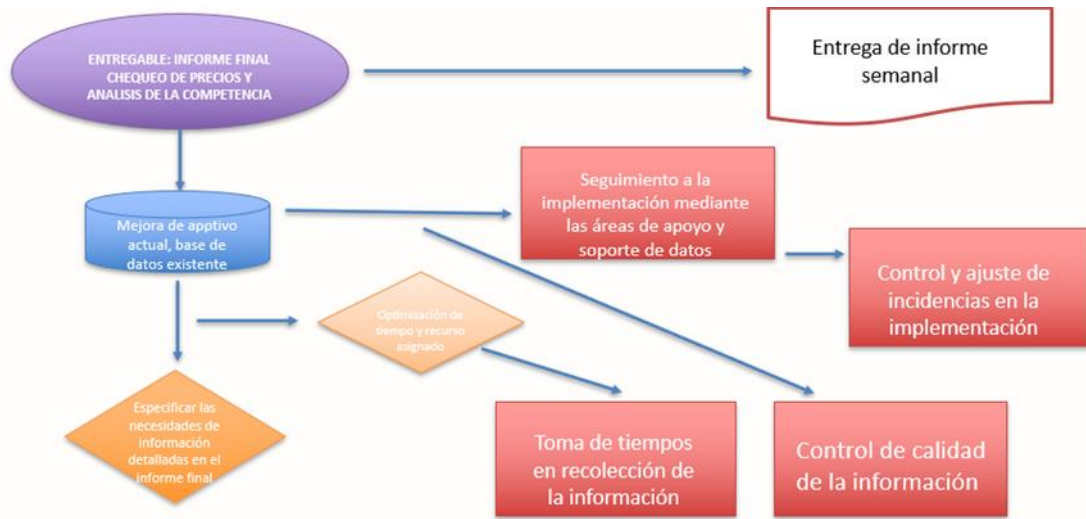 ENTREGABLE: INFORME FINAL
CHEQUEO DE PRECIOS Y
ANALISIS DE LA COMPETENCIA
Entrega de informe
semanal
Mejora de apptivo
actual, base de
datos existente
Seguimiento a la
implementación mediante
las áreas de apoyo y
soporte de datos
Control y ajuste de
incidencias en la
implementación
Optimización de
tiempo y recurso
asignado
Especificar las
necesidades de
información
detalladas en el
informe final
Toma de tiempos
en recolección de
la información
Control de calidad
de la información